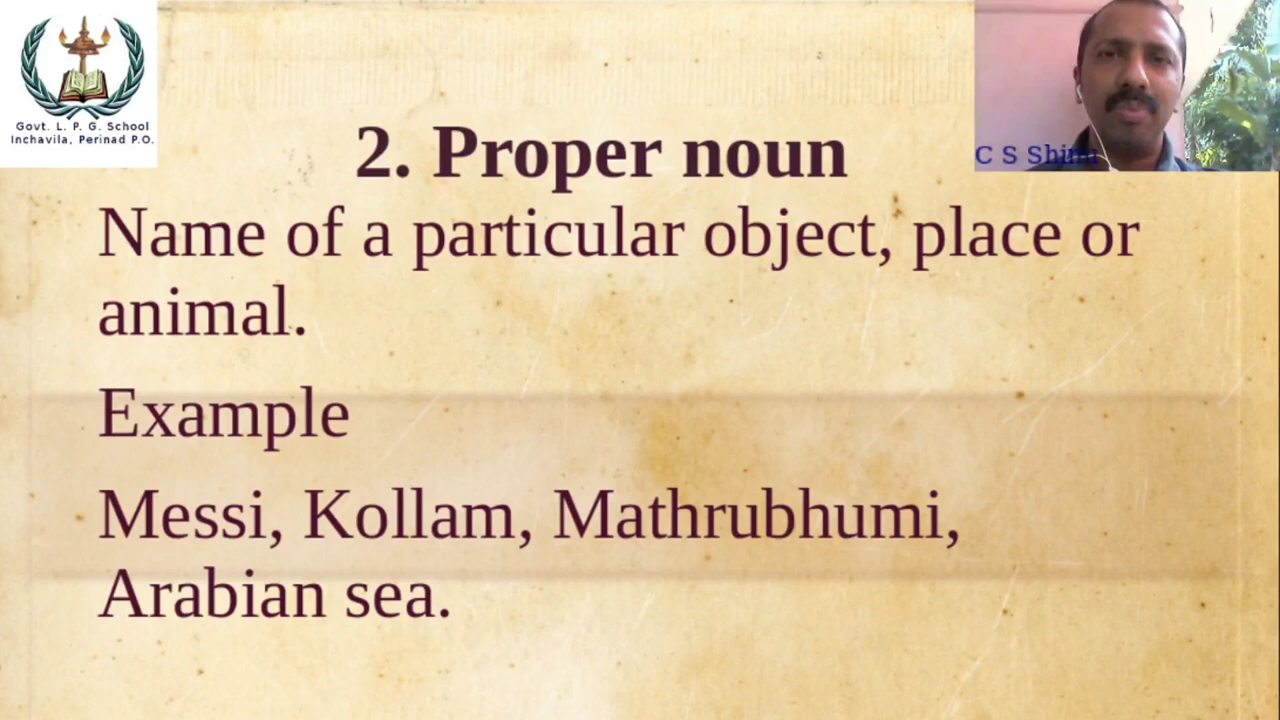 Govt. L. P. G. School
Inchavila, Perinad P.O.
C S Shinu
2. Proper noun
Name of a particular object, place or
animal.
Example
Messi, Kollam, Mathrubhumi,
Arabian sea.